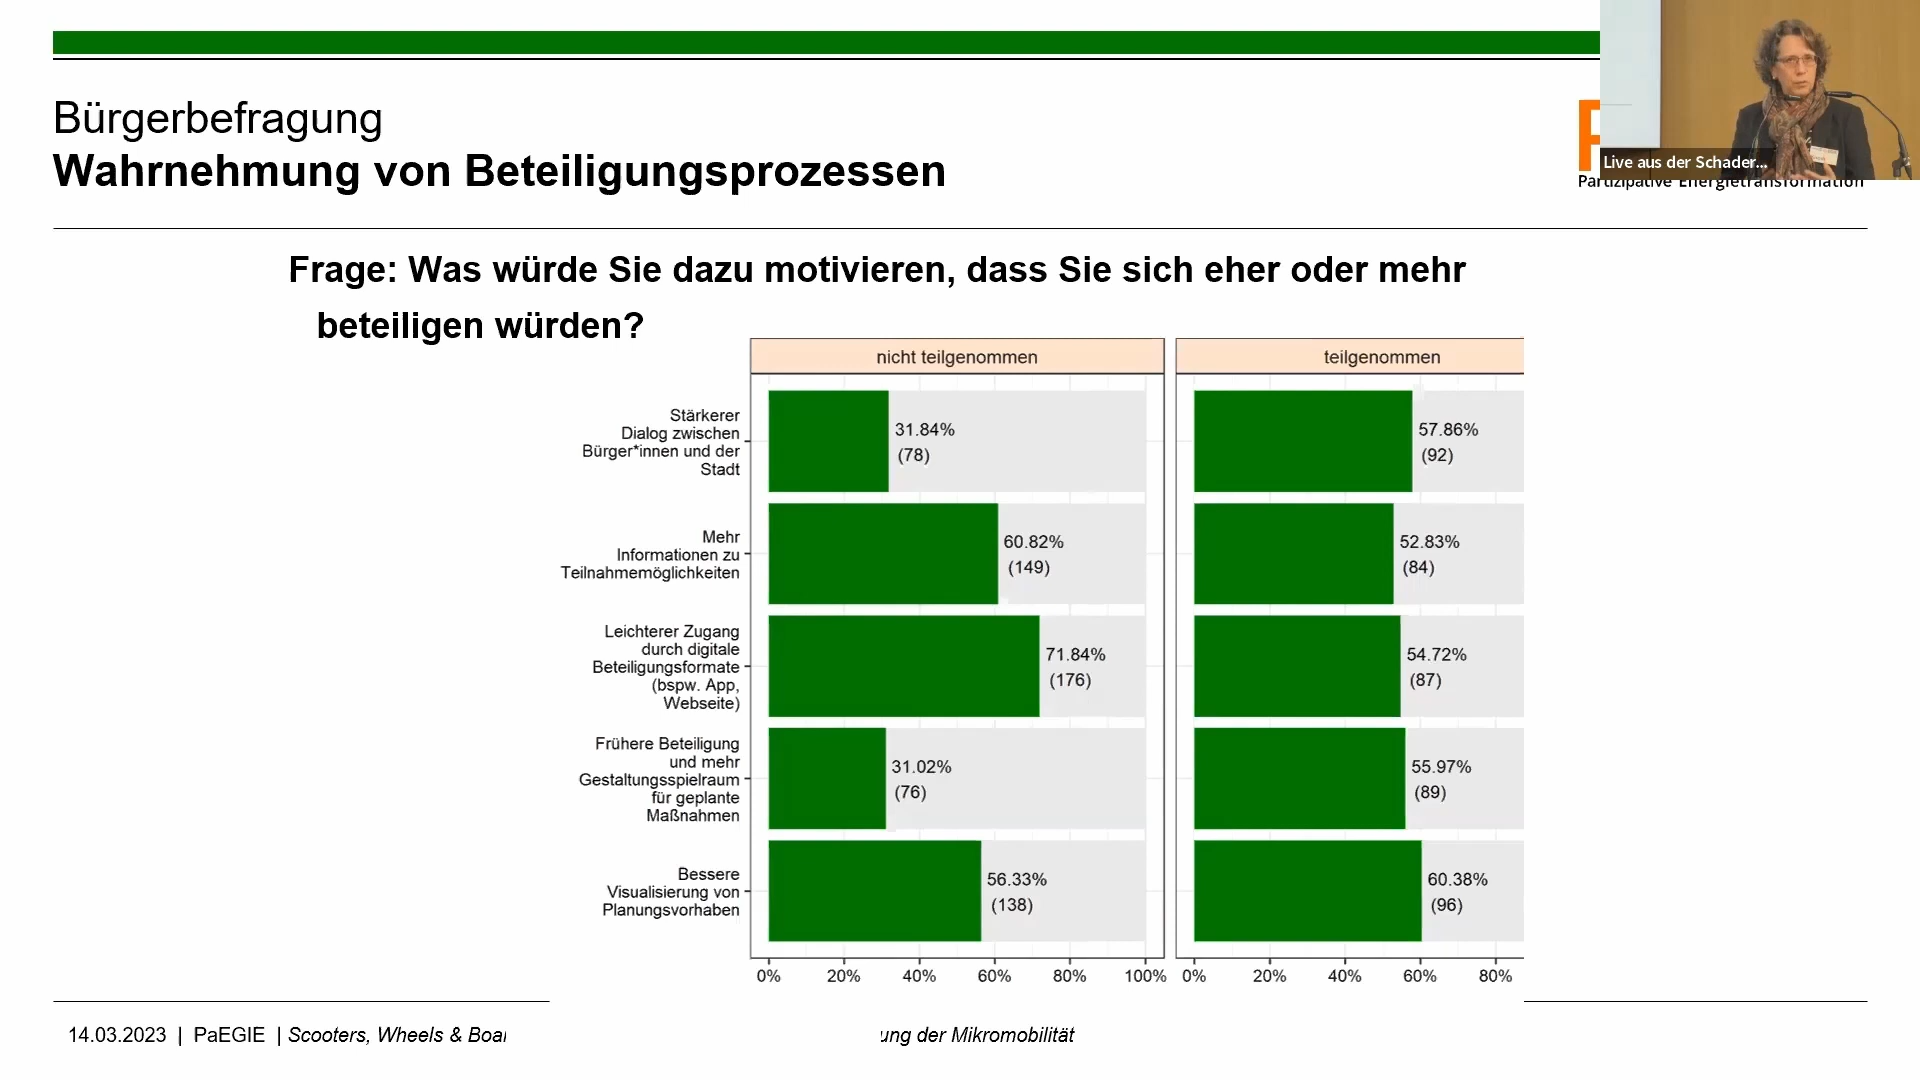 Bürgerbefragung
Wahrnehmung von Beteiligungsprozessen
Live aus der Schader...
Partizipative Energietransformation
Frage: Was würde Sie dazu motivieren, dass Sie sich eher oder mehr
beteiligen würden?
nicht teilgenommen
teilgenommen
Stärkerer
Dialog zwischen
Bürger*innen und der
Stadt
31.84%
(78)
57.86%
(92)
Mehr
Informationen zu
Teilnahmemöglichkeiten
60.82%
(149)
52.83%
(84)
Leichterer Zugang
durch digitale
Beteiligungsformate
(bspw. App,
Webseite)
71.84%
(176)
54.72%
(87)
Frühere Beteiligung
und mehr
Gestaltungsspielraum
für geplante
Maßnahmen
31.02%
(76)
55.97%
(89)
Bessere
Visualisierung von
Planungsvorhaben
56.33%
(138)
60.38%
(96)
0% 20% 40% 60% 80% 100%
0% 20% 40% 60% 80%
14.03.2023 | PaEGIE | Scooters, Wheels & Boar
ung der Mikromobilität